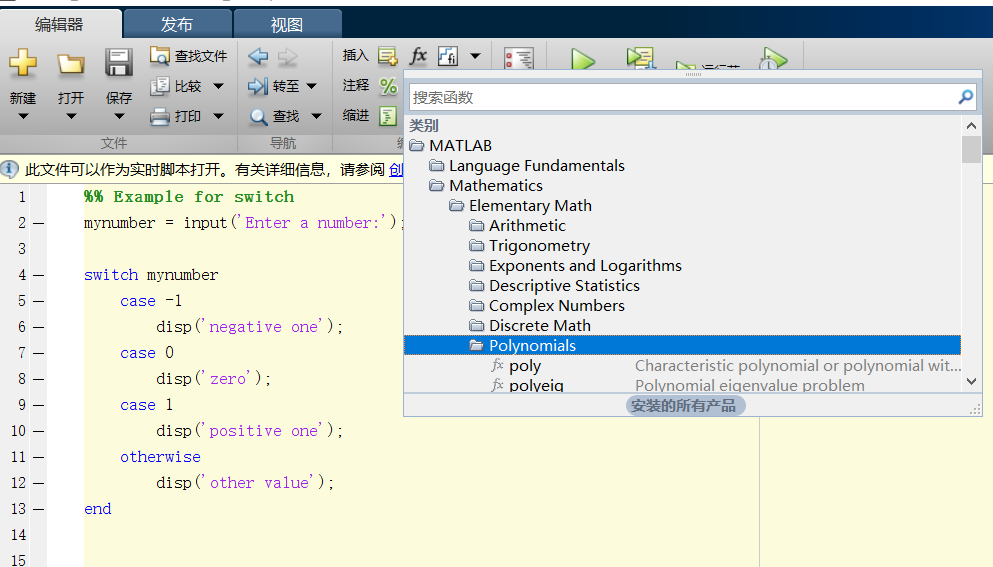 编辑器 发布 视图
新建 打开 保存 查找文件 比较 打印 转至 查找 插入 fx fi 注释 缩进
文件 导航
搜索函数
类别
MATLAB
Language Fundamentals
Mathematics
Elementary Math
Arithmetic
Trigonometry
Exponents and Logarithms
Descriptive Statistics
Complex Numbers
Discrete Math
Polynomials
fx poly Characteristic polynomial or polynomial wit...
fx polyeig Polynomial eigenvalue problem
安装的所有产品
此文件可以作为实时脚本打开。有关详细信息，请参阅 创
1 %% Example for switch
2 — mynumber = input('Enter a number:');
3
4 — switch mynumber
5 — case -1
6 — disp('negative one');
7 — case 0
8 — disp('zero');
9 — case 1
10 — disp('positive one');
11 — otherwise
12 — disp('other value');
13 — end
14
15